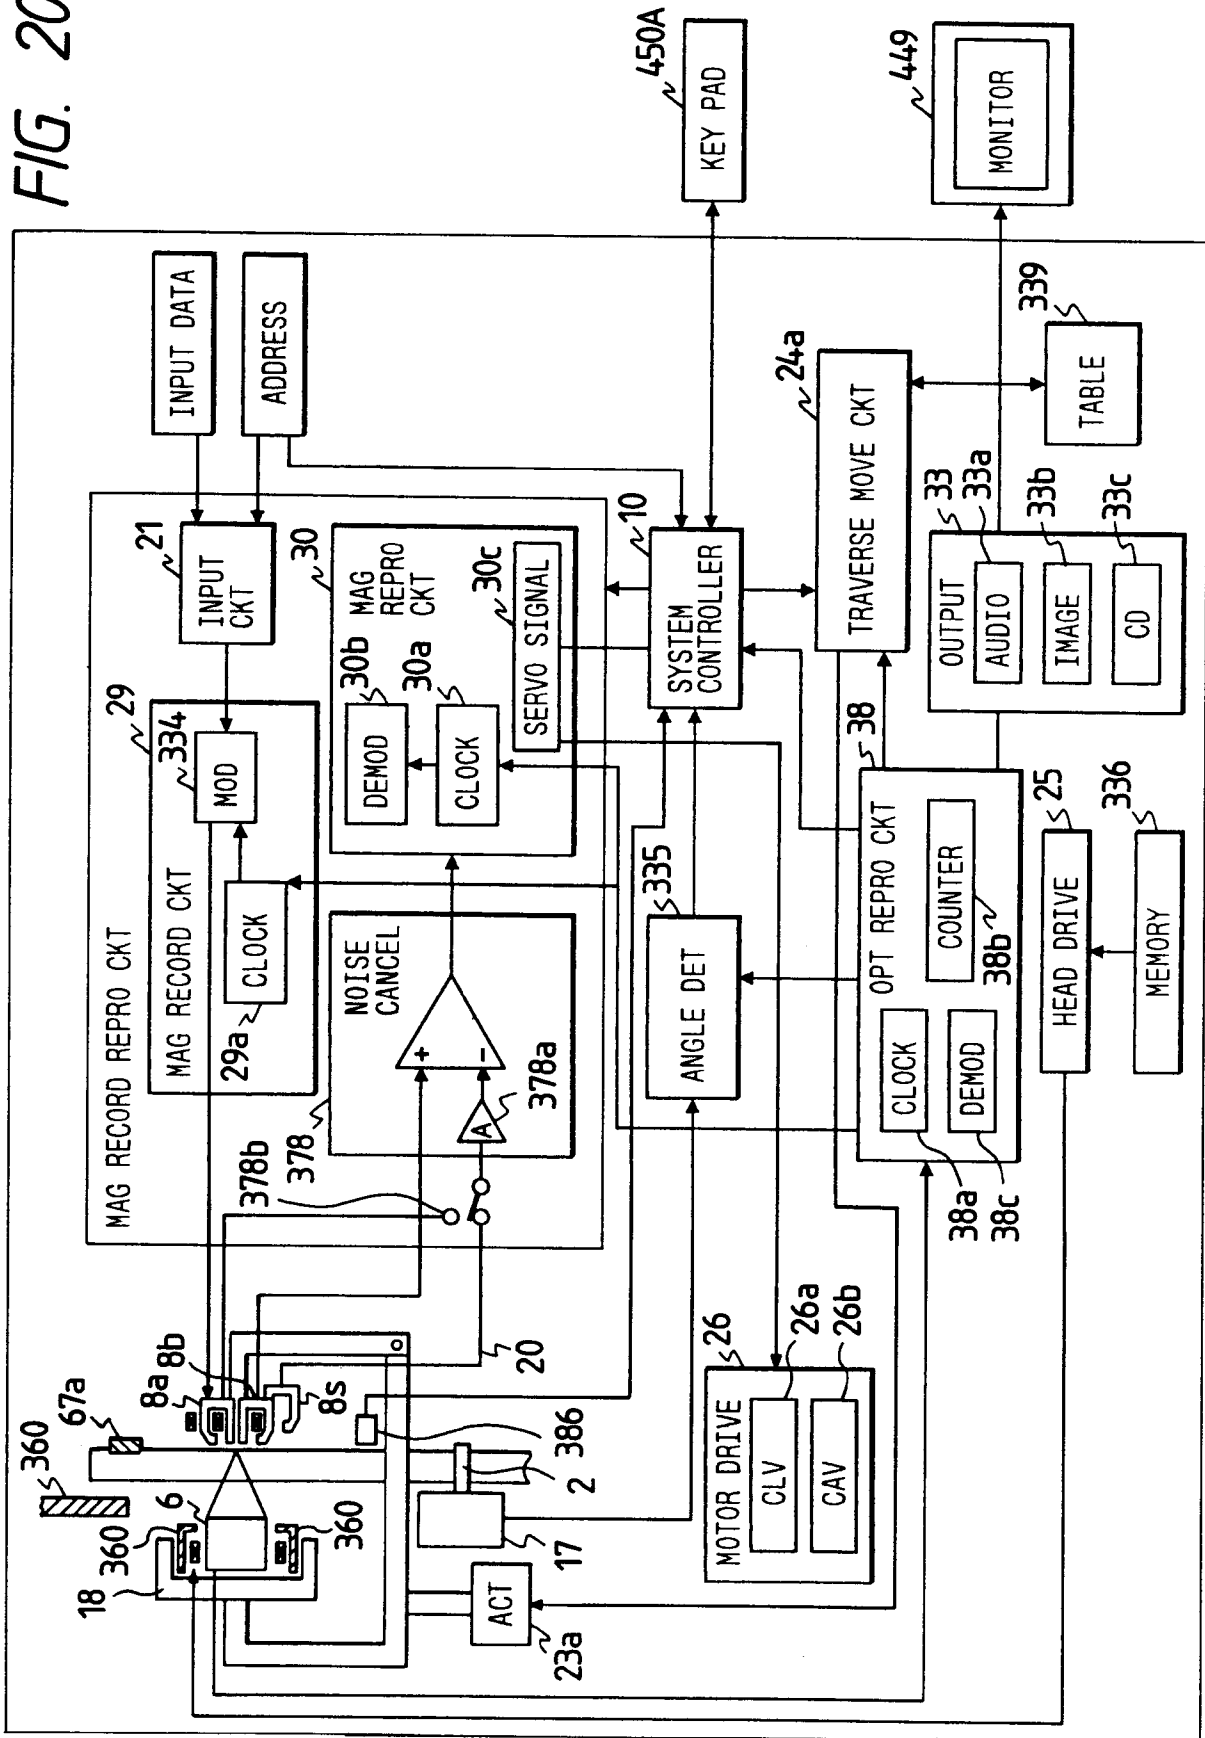 FIG. 20
450A
KEY PAD
449
MONITOR
INPUT DATA
ADDRESS
MAG RECORD REPRO CKT
21
INPUT
CKT
29
334
MAG RECORD CKT
MOD
CLOCK
29a
30
MAG
REPRO
CKT
30b
DEMOD
30a
CLOCK
30c
SERVO SIGNAL
NOISE
CANCEL
+
−
A
378a
378
378b
10
SYSTEM
CONTROLLER
24a
TRAVERSE MOVE CKT
339
TABLE
33
OUTPUT
33a
AUDIO
33b
IMAGE
33c
CD
335
ANGLE DET
38
OPT REPRO CKT
COUNTER
38b
CLOCK
38a
DEMOD
38c
25
HEAD DRIVE
336
MEMORY
26
MOTOR DRIVE
26a
CLV
26b
CAV
360
67a
8a
8b
8s
20
386
2
17
6
360
360
18
ACT
23a